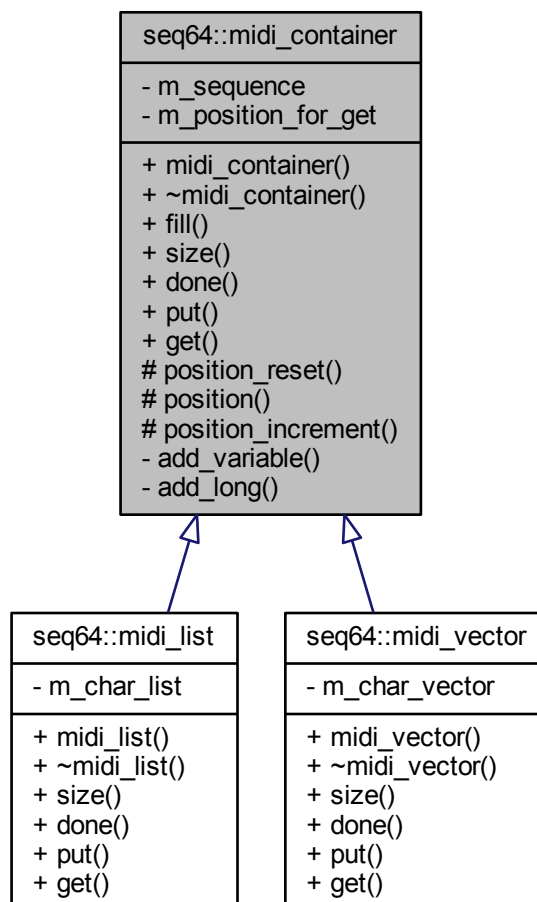 seq64::midi_container
- m_sequence
- m_position_for_get
+ midi_container()
+ ~midi_container()
+ fill()
+ size()
+ done()
+ put()
+ get()
# position_reset()
# position()
# position_increment()
- add_variable()
- add_long()
seq64::midi_list
- m_char_list
+ midi_list()
+ ~midi_list()
+ size()
+ done()
+ put()
+ get()
seq64::midi_vector
- m_char_vector
+ midi_vector()
+ ~midi_vector()
+ size()
+ done()
+ put()
+ get()